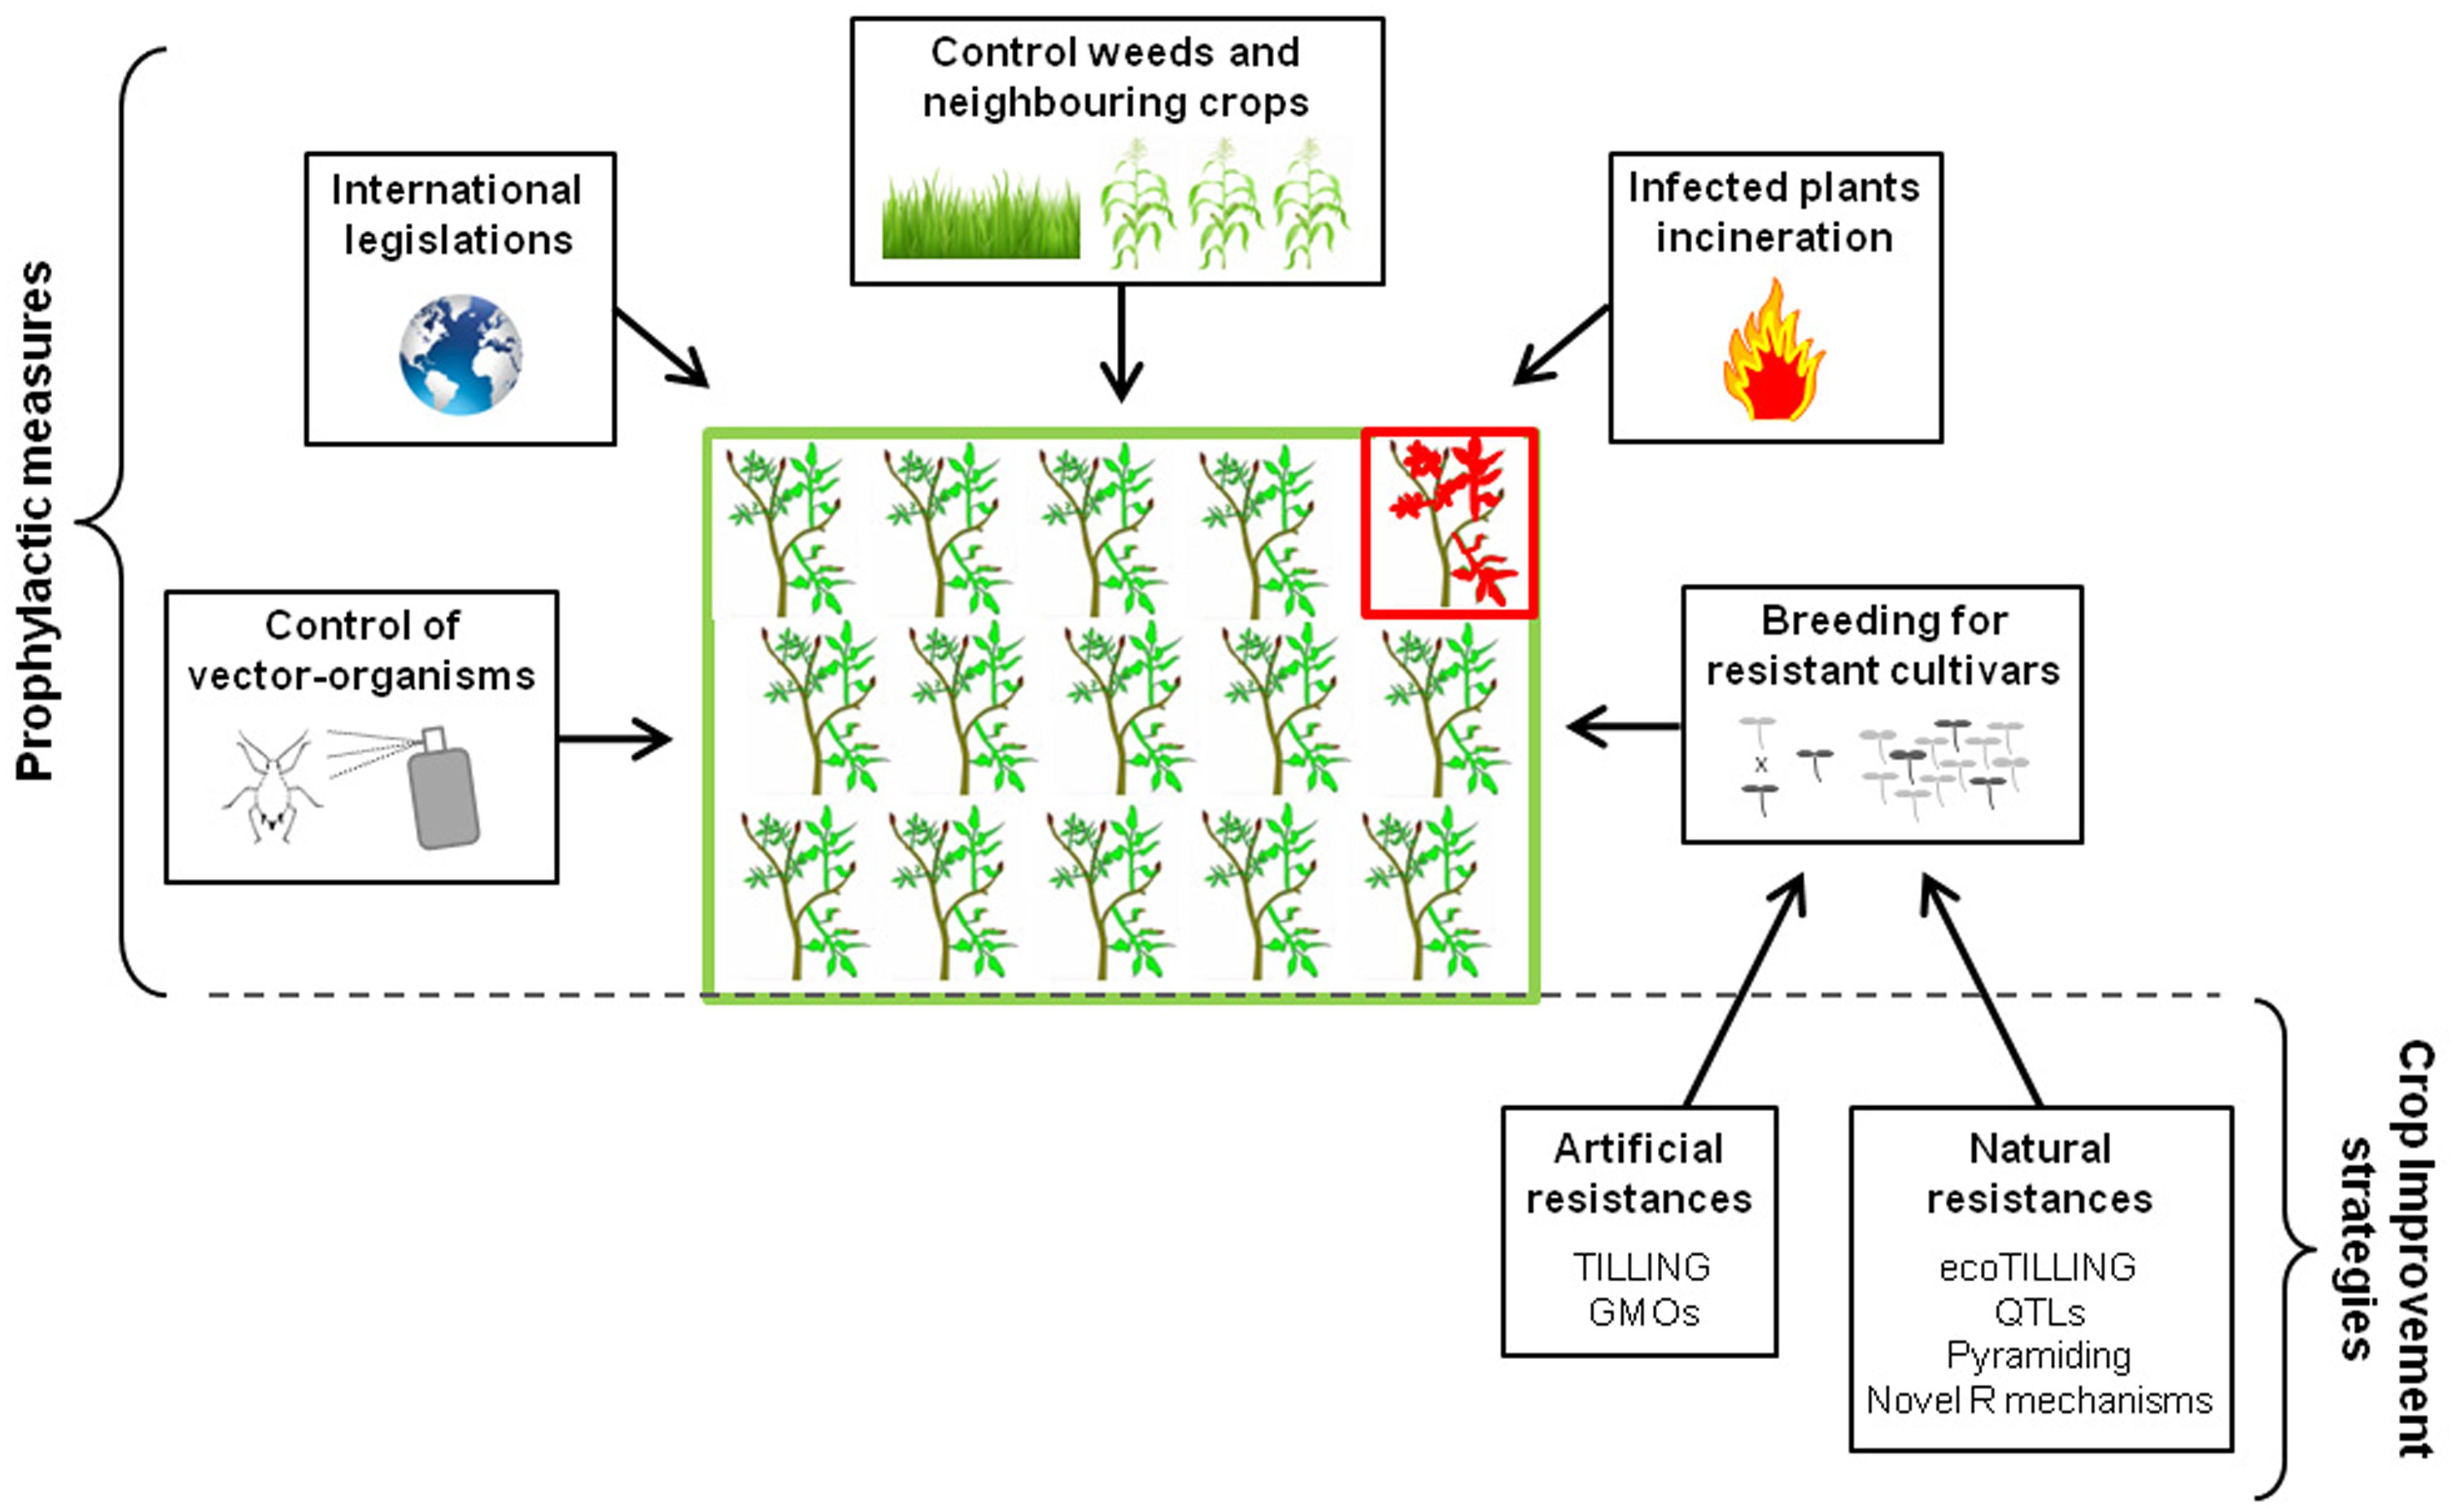 Prophylactic measures
Control weeds and
neighbouring crops
International
legislations
Infected plants
incineration
Control of
vector-organisms
Breeding for
resistant cultivars
x
Artificial
resistances
TILLING
GMOs
Natural
resistances
ecoTILLING
QTLs
Pyramiding
Novel R mechanisms
Crop Improvement
strategies